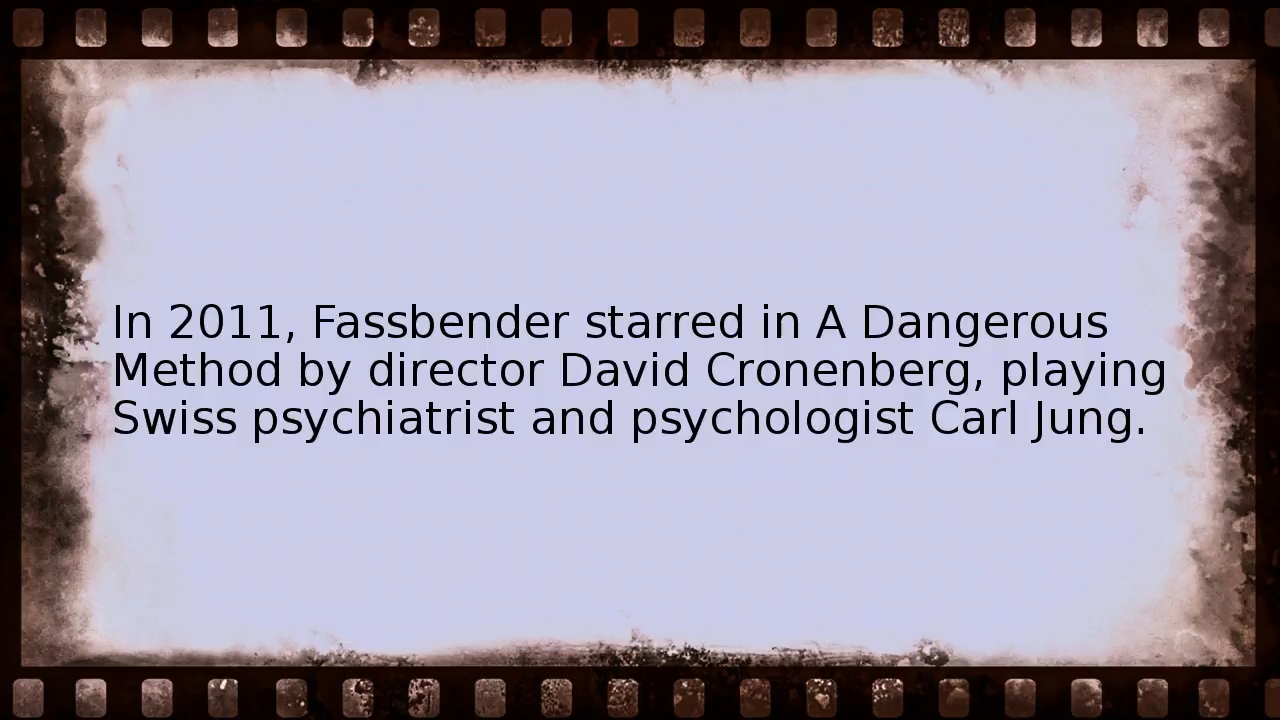 In 2011, Fassbender starred in A Dangerous
Method by director David Cronenberg, playing
Swiss psychiatrist and psychologist Carl Jung.